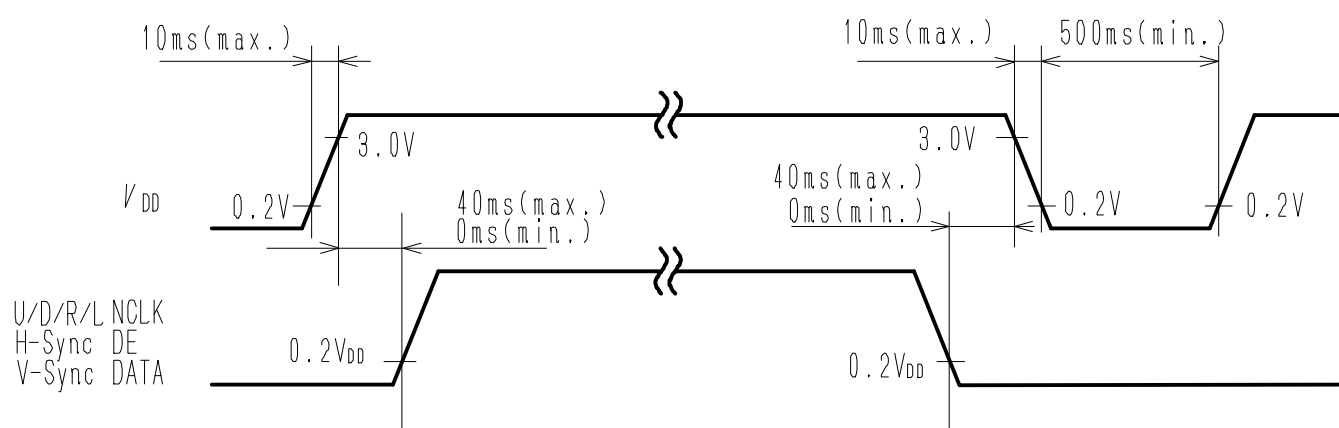 10ms(max.)
10ms(max.)
500ms(min.)
3.0V
3.0V
VDD
0.2V
40ms(max.)
0ms(min.)
40ms(max.)
0ms(min.)
0.2V
0.2V
U/D/R/L NCLK
H-Sync DE
V-Sync DATA
0.2VDD
0.2VDD